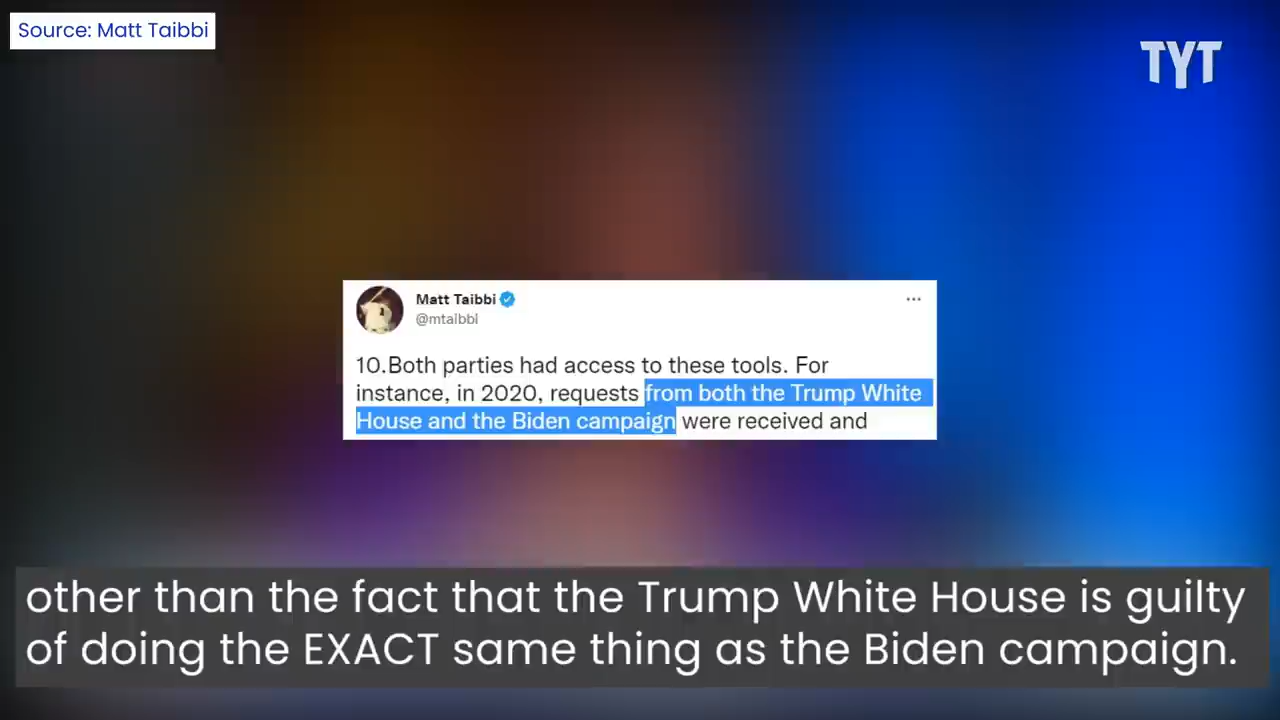 Source: Matt Taibbi
TYT
Matt Taibbi
@mtaibbi
10.Both parties had access to these tools. For
instance, in 2020, requests from both the Trump White
House and the Biden campaign were received and
other than the fact that the Trump White House is guilty
of doing the EXACT same thing as the Biden campaign.